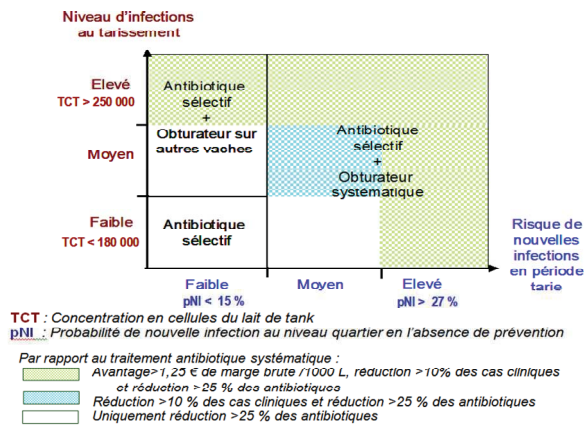 Niveau d'infections
au tarissement
Elevé
TCT > 250 000
Antibiotique
sélectif
+
Obturateur sur
autres vaches
Moyen
Antibiotique
sélectif
+
Obturateur
systématique
Faible
TCT < 180 000
Antibiotique
sélectif
Risque de
nouvelles
infections
en période
tarie
Faible
pNI < 15 %
Moyen
Elevé
pNI > 27 %
TCT : Concentration en cellules du lait de tank
pNI : Probabilité de nouvelle infection au niveau quartier en l'absence de prévention
Par rapport au traitement antibiotique systématique :
Avantage>1,25 € de marge brute /1000 L, réduction >10% des cas cliniques
et réduction >25 % des antibiotiques
Réduction >10 % des cas cliniques et réduction >25 % des antibiotiques
Uniquement réduction >25 % des antibiotiques